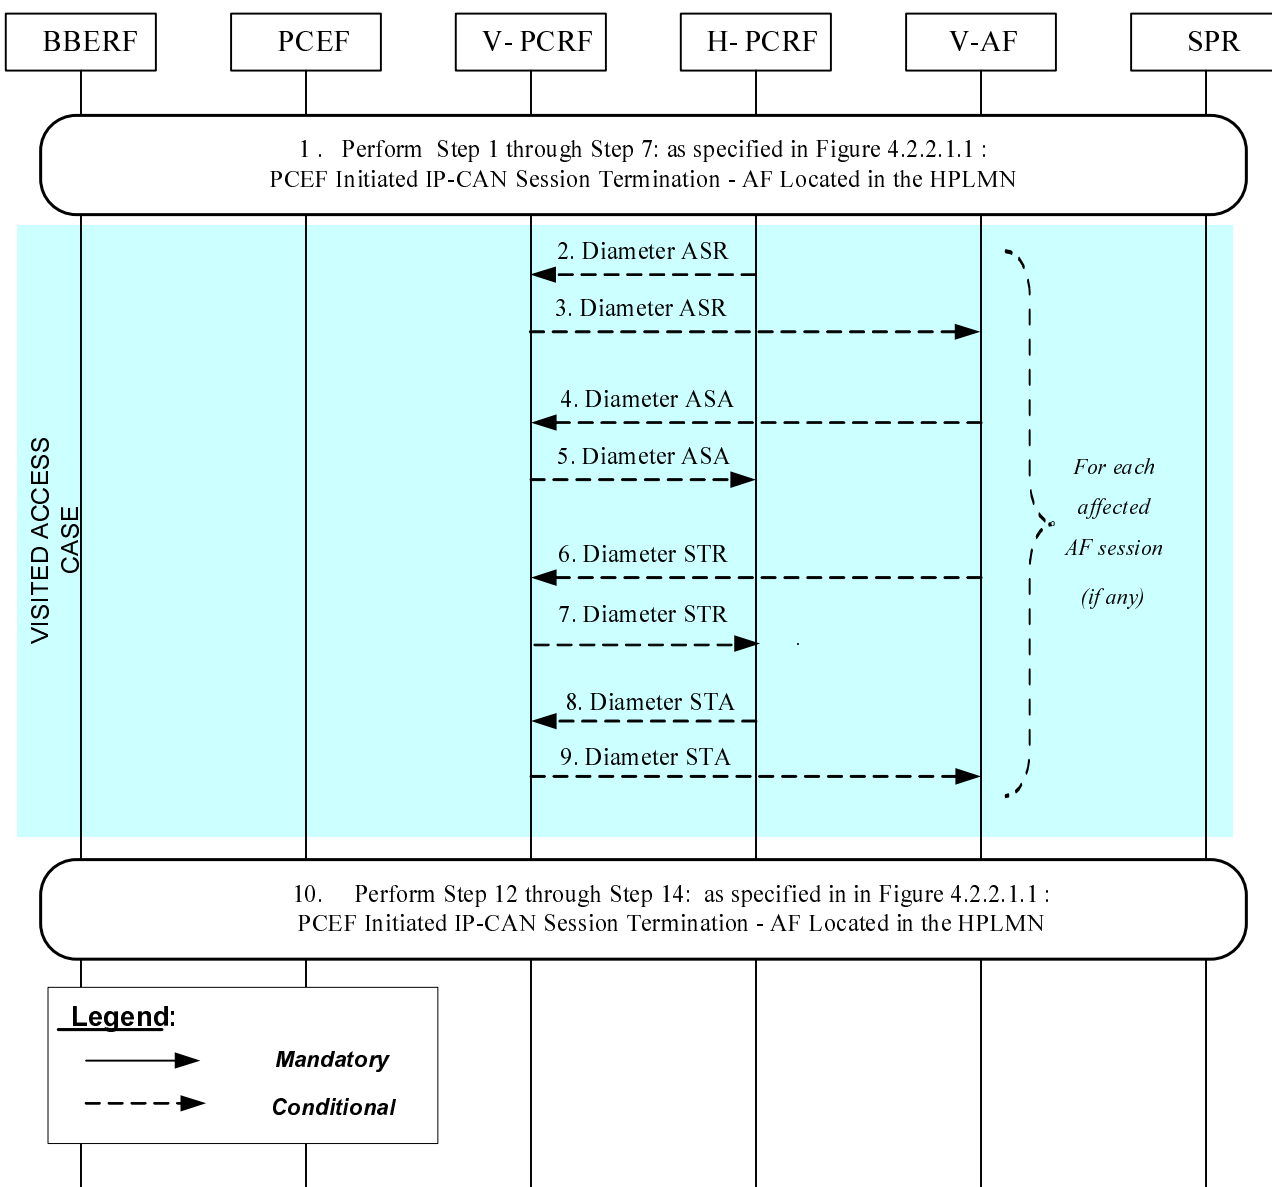 BBERF
PCEF
V- PCRF
H- PCRF
V-AF
SPR
1 . Perform Step 1 through Step 7: as specified in Figure 4.2.2.1.1 :
PCEF Initiated IP-CAN Session Termination - AF Located in the HPLMN
2. Diameter ASR
3. Diameter ASR
4. Diameter ASA
5. Diameter ASA
6. Diameter STR
7. Diameter STR
8. Diameter STA
9. Diameter STA
VISITED ACCESS
CASE
For each
affected
AF session
(if any)
10. Perform Step 12 through Step 14: as specified in in Figure 4.2.2.1.1 :
PCEF Initiated IP-CAN Session Termination - AF Located in the HPLMN
Legend:
Mandatory
Conditional